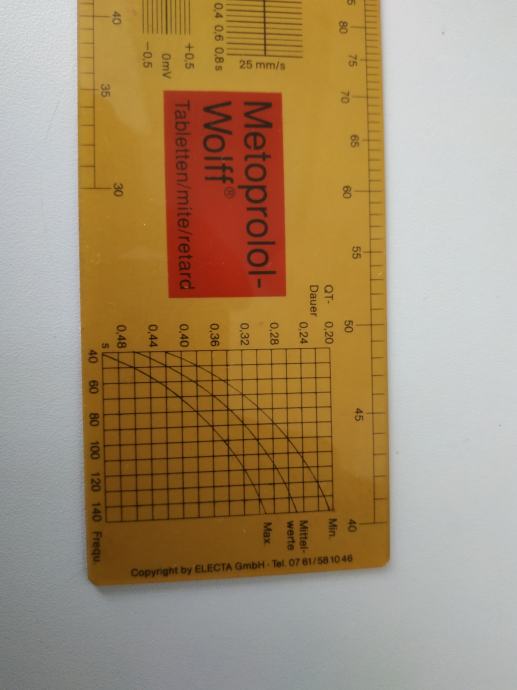 75
80
70
65
60
55
50
45
40
40
35
30
+0,5
0mV
–0,5
0,4 0,6 0,8 s
25 mm/s
Metoprolol-
Wolff®
Tabletten/mite/retard
QT-
Dauer
0,20
0,24
0,28
0,32
0,36
0,40
0,44
0,48
s
40 60 80 100 120 140 Frequ.
Min.
Mittel-
werte
Max.
Copyright by ELECTA GmbH · Tel. 07 61/58 10 46